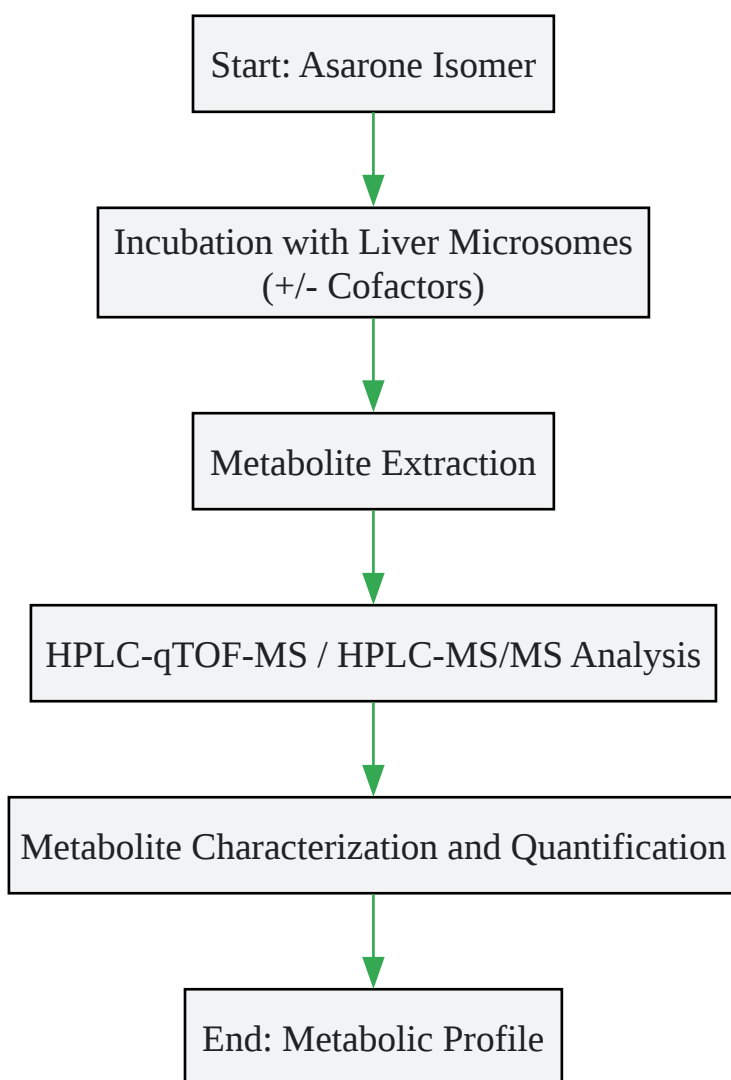 Start: Asarone Isomer
Incubation with Liver Microsomes
(+/- Cofactors)
Metabolite Extraction
HPLC-qTOF-MS / HPLC-MS/MS Analysis
Metabolite Characterization and Quantification
End: Metabolic Profile